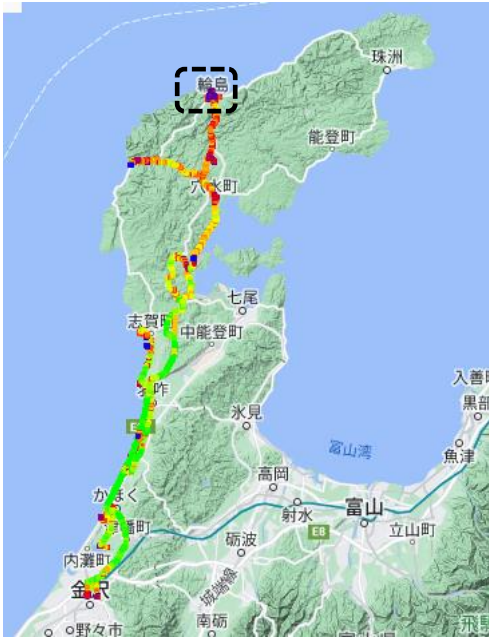 輪島
珠洲
能登町
穴水町
七尾
志賀町
中能登町
入善町
氷見
黒部
富山湾
魚津
高岡
かほく
射水
富山
津幡町
E8
立山町
砺波
内灘町
城端線
金沢
南砺
野々市